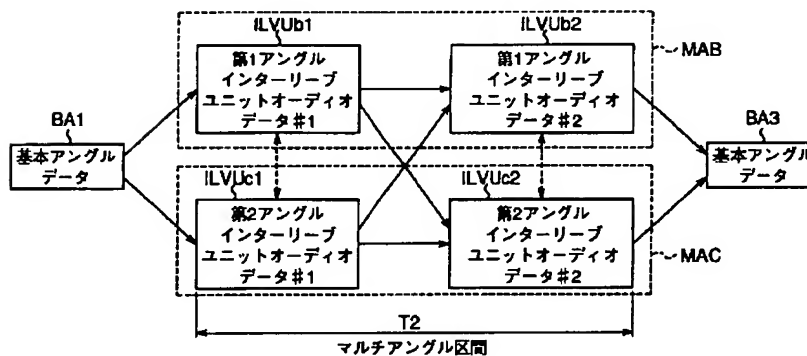 ILVUb1
ILVUb2
第1アングル
インターリーブ
ユニットオーディオ
データ#1
第1アングル
インターリーブ
ユニットオーディオ
データ#2
MAB
BA1
基本アングル
データ
BA3
基本アングル
データ
ILVUc1
ILVUc2
第2アングル
インターリーブ
ユニットオーディオ
データ#1
第2アングル
インターリーブ
ユニットオーディオ
データ#2
MAC
T2
マルチアングル区間